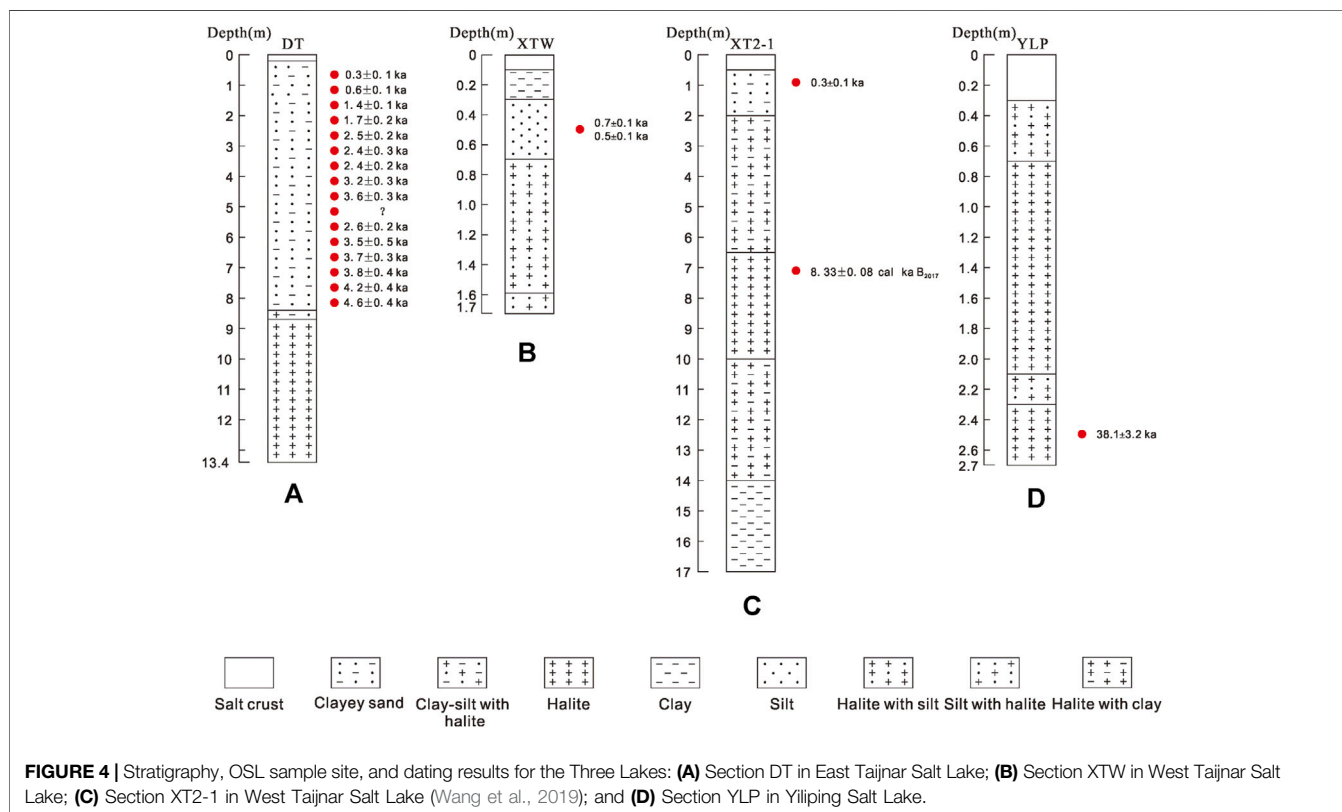 Depth(m)
DT
0
1
2
3
4
5
6
7
8
9
10
11
12
13.4
0.3±0.1 ka
0.6±0.1 ka
1.4±0.1 ka
1.7±0.2 ka
2.5±0.2 ka
2.4±0.3 ka
2.4±0.2 ka
3.2±0.3 ka
3.6±0.3 ka
?
2.6±0.2 ka
3.5±0.5 ka
3.7±0.3 ka
3.8±0.4 ka
4.2±0.4 ka
4.6±0.4 ka
A
Depth(m)
XTW
0
0.2
0.4
0.6
0.8
1.0
1.2
1.4
1.6
1.7
0.7±0.1 ka
0.5±0.1 ka
B
Depth(m)
XT2-1
0
1
2
3
4
5
6
7
8
9
10
11
12
13
14
15
16
17
0.3±0.1 ka
8.33±0.08 cal ka B2017
C
Depth(m)
YLP
0
0.2
0.4
0.6
0.8
1.0
1.2
1.4
1.6
1.8
2.0
2.2
2.4
2.6
2.7
38.1±3.2 ka
D
Salt crust
Clayey sand
Clay-silt with
halite
Halite
Clay
Silt
Halite with silt
Silt with halite
Halite with clay
FIGURE 4 | Stratigraphy, OSL sample site, and dating results for the Three Lakes: (A) Section DT in East Taijnar Salt Lake; (B) Section XTW in West Taijnar Salt
Lake; (C) Section XT2-1 in West Taijnar Salt Lake (Wang et al., 2019); and (D) Section YLP in Yiliping Salt Lake.